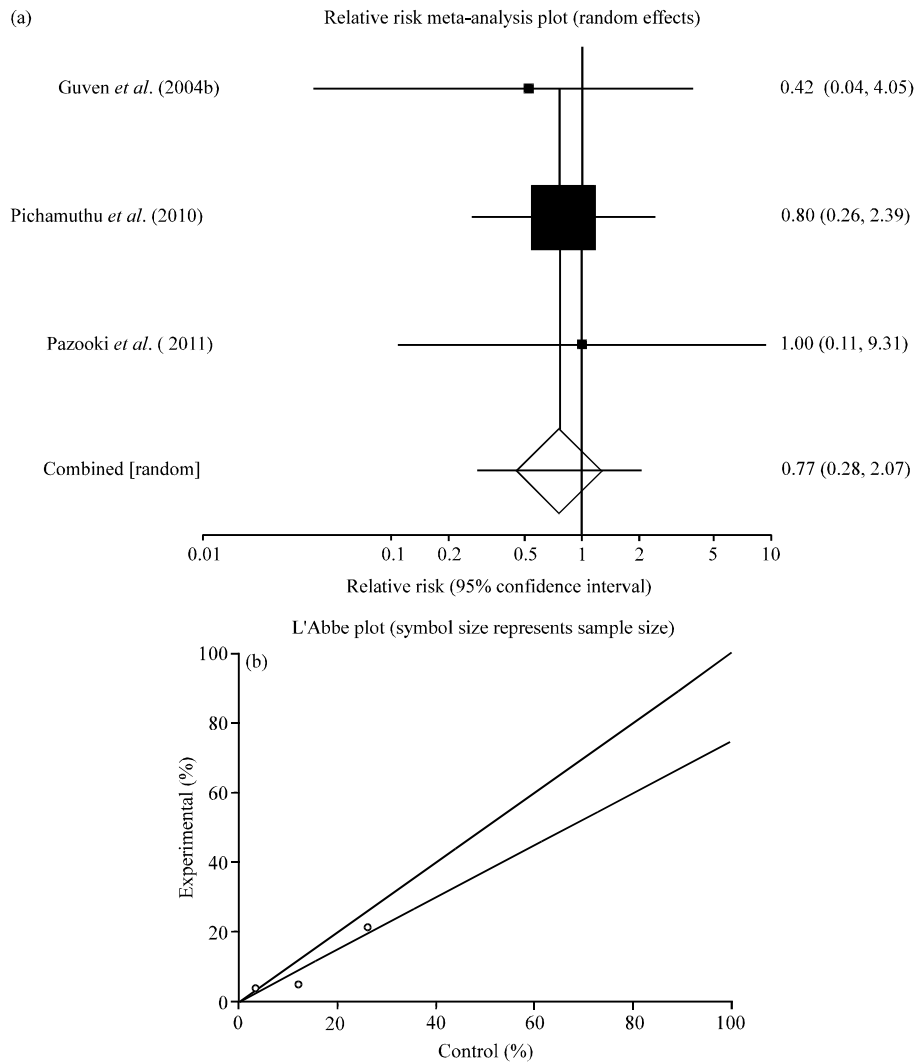 (a)
Relative risk meta-analysis plot (random effects)
Guven et al. (2004b) 0.42 (0.04, 4.05)
Pichamuthu et al. (2010) 0.80 (0.26, 2.39)
Pazooki et al. ( 2011) 1.00 (0.11, 9.31)
Combined [random] 0.77 (0.28, 2.07)
0.01 0.1 0.2 0.5 1 2 5 10
Relative risk (95% confidence interval)
L'Abbe plot (symbol size represents sample size)
(b)
100
80
60
40
20
0
Experimental (%)
0 20 40 60 80 100
Control (%)